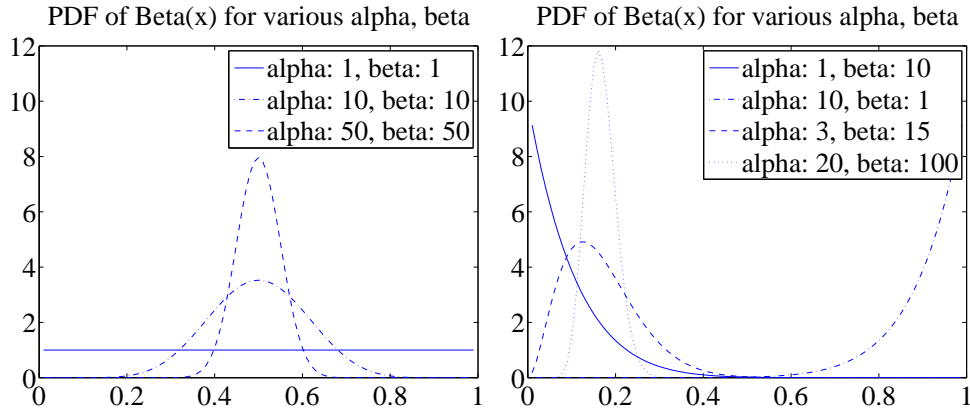 PDF of Beta(x) for various alpha, beta
12
10
8
6
4
2
0
0
0.2
0.4
0.6
0.8
1
alpha: 1, beta: 1
alpha: 10, beta: 10
alpha: 50, beta: 50
PDF of Beta(x) for various alpha, beta
12
10
8
6
4
2
0
0
0.2
0.4
0.6
0.8
1
alpha: 1, beta: 10
alpha: 10, beta: 1
alpha: 3, beta: 15
alpha: 20, beta: 100